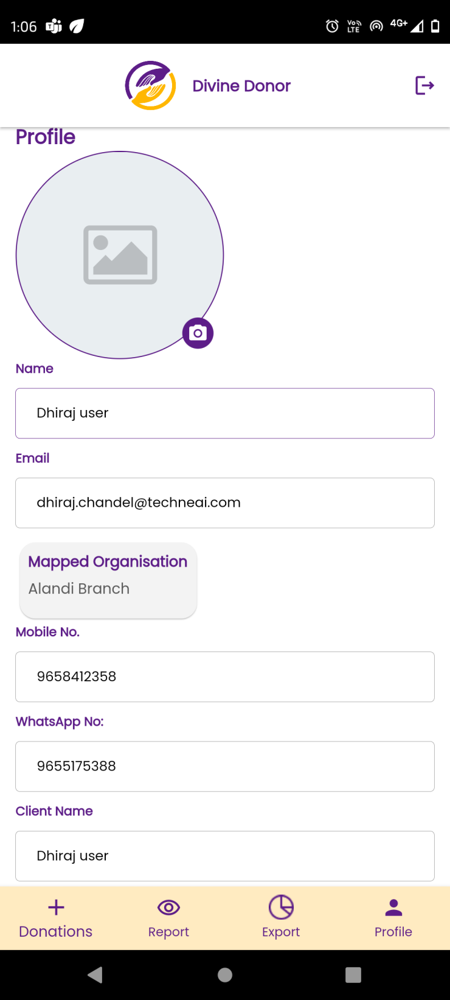 1:06
Vo LTE
4G+
Divine Donor
Profile
Name
Dhiraj user
Email
dhiraj.chandel@techneai.com
Mapped Organisation
Alandi Branch
Mobile No.
9658412358
WhatsApp No:
9655175388
Client Name
Dhiraj user
Donations Report Export Profile